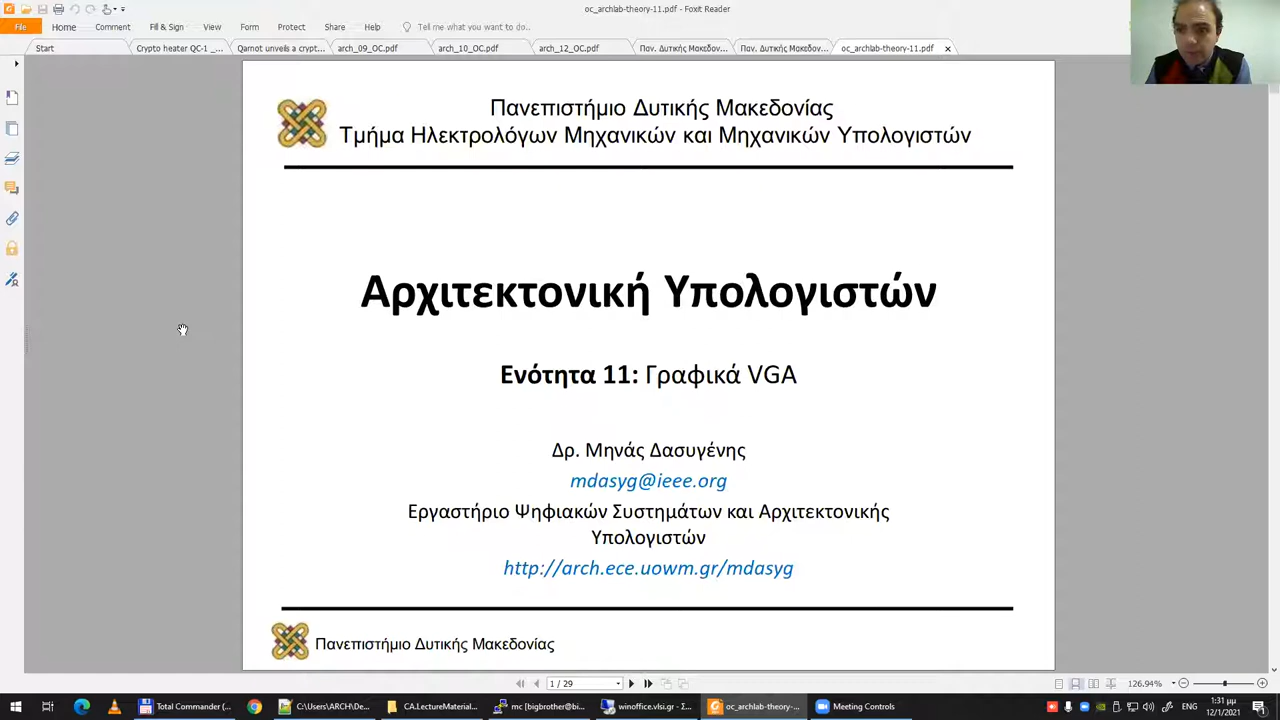 oc_archlab-theory-11.pdf - Foxit Reader
File Home Comment Fill & Sign View Form Protect Share Help Tell me what you want to do...
Start Crypto heater QC-1 _... Qarnot unveils a crypt... arch_09_OC.pdf arch_10_OC.pdf arch_12_OC.pdf Παν. Δυτικής Μακεδον... Παν. Δυτικής Μακεδον... oc_archlab-theory-11.pdf
Πανεπιστήμιο Δυτικής Μακεδονίας
Τμήμα Ηλεκτρολόγων Μηχανικών και Μηχανικών Υπολογιστών
Αρχιτεκτονική Υπολογιστών
Ενότητα 11: Γραφικά VGA
Δρ. Μηνάς Δασυγένης
mdasyg@ieee.org
Εργαστήριο Ψηφιακών Συστημάτων και Αρχιτεκτονικής
Υπολογιστών
http://arch.ece.uowm.gr/mdasyg
Πανεπιστήμιο Δυτικής Μακεδονίας
1 / 29
126.94%
Total Commander (... C:\Users\ARCH\De... CA.LectureMaterial... mc [bigbrother@bi... winoffice.vlsi.gr - Σ... oc_archlab-theory-... Meeting Controls
1:31 μμ
12/1/2021